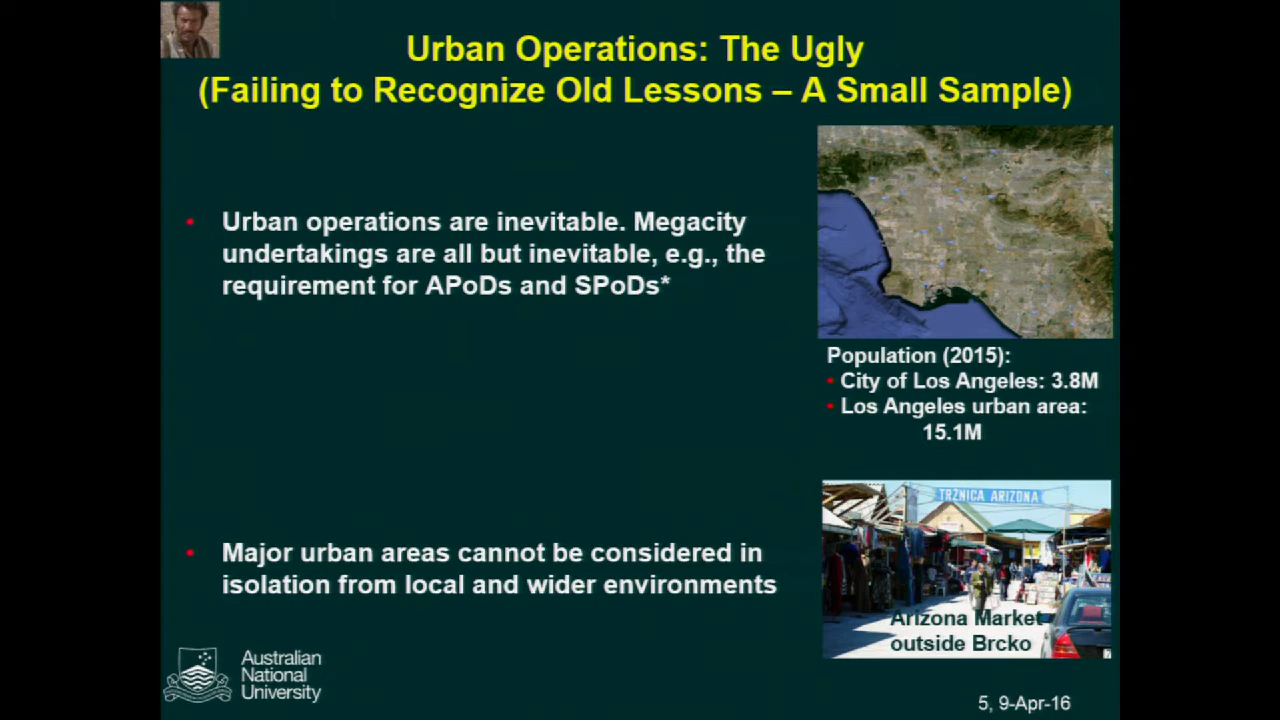 Urban Operations: The Ugly
(Failing to Recognize Old Lessons – A Small Sample)
• Urban operations are inevitable. Megacity
undertakings are all but inevitable, e.g., the
requirement for APoDs and SPoDs*
Population (2015):
• City of Los Angeles: 3.8M
• Los Angeles urban area:
15.1M
• Major urban areas cannot be considered in
isolation from local and wider environments
TRŽNICA ARIZONA
Arizona Market
outside Brcko
Australian
National
University
5, 9-Apr-16